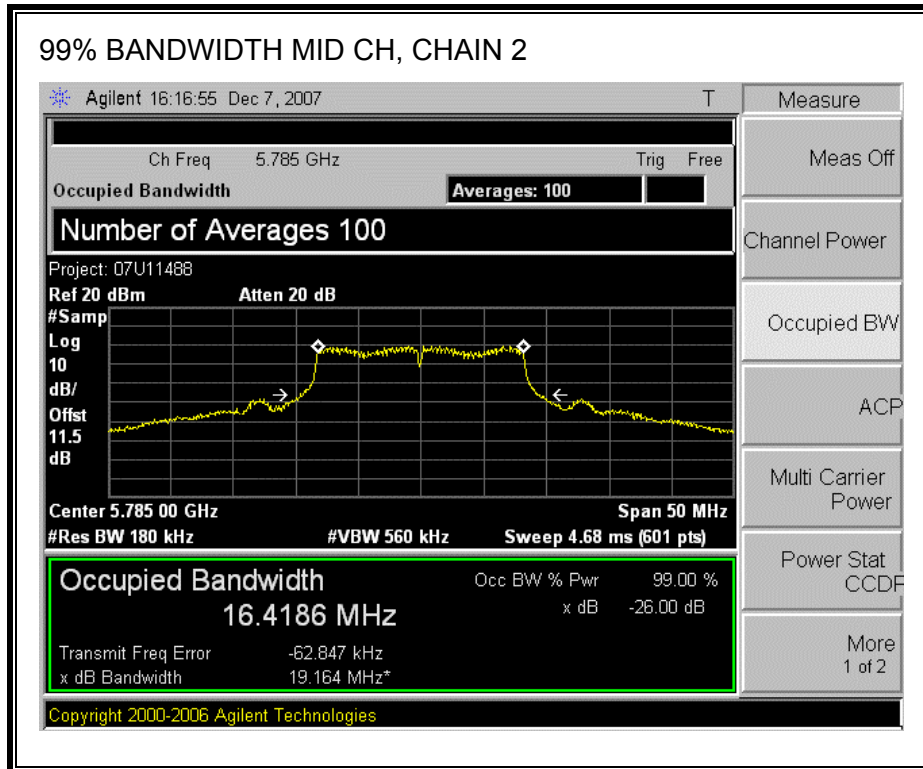 99% BANDWIDTH MID CH, CHAIN 2
Agilent 16:16:55 Dec 7, 2007 T
Measure
Ch Freq 5.785 GHz Trig Free
Occupied Bandwidth Averages: 100
Number of Averages 100
Project: 07U11488
Ref 20 dBm Atten 20 dB
#Samp
Log
10
dB/
Offst
11.5
dB
Center 5.785 00 GHz Span 50 MHz
#Res BW 180 kHz #VBW 560 kHz Sweep 4.68 ms (601 pts)
Occupied Bandwidth Occ BW % Pwr 99.00 %
16.4186 MHz x dB -26.00 dB
Transmit Freq Error -62.847 kHz
x dB Bandwidth 19.164 MHz*
Copyright 2000-2006 Agilent Technologies
Meas Off
Channel Power
Occupied BW
ACP
Multi Carrier
Power
Power Stat
CCDF
More
1 of 2